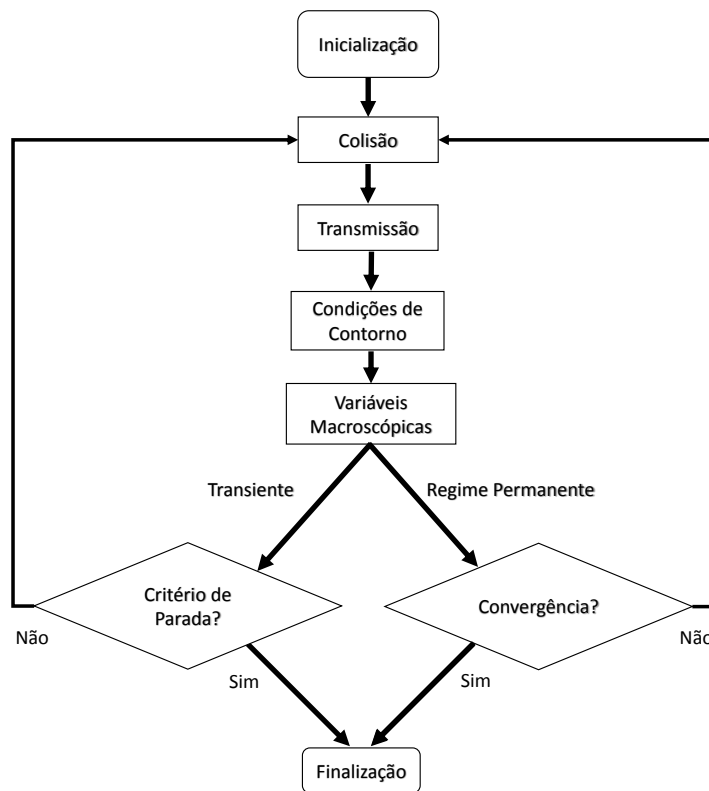 Inicialização
Colisão
Transmissão
Condições de
Contorno
Variáveis
Macroscópicas
Transiente
Regime Permanente
Critério de
Parada?
Convergência?
Não
Não
Sim
Sim
Finalização